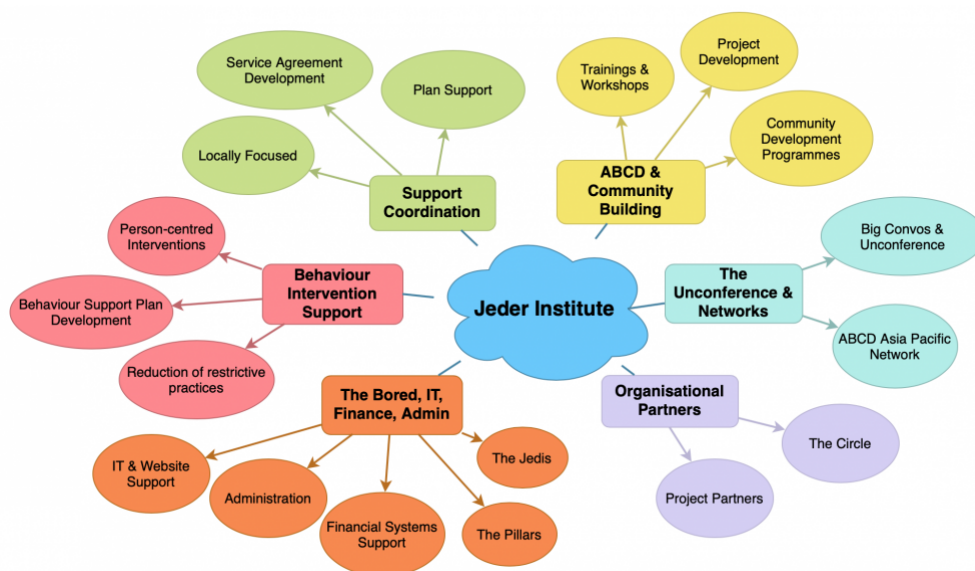 Service Agreement
Development
Plan Support
Locally Focused
Support
Coordination
Trainings &
Workshops
Project
Development
Community
Development
Programmes
ABCD &
Community
Building
Person-centred
Interventions
Behaviour Support Plan
Development
Reduction of restrictive
practices
Behaviour
Intervention
Support
Jeder Institute
The
Unconference &
Networks
Big Convos &
Unconference
ABCD Asia Pacific
Network
The Bored, IT,
Finance, Admin
IT & Website
Support
Administration
Financial Systems
Support
The Pillars
The Jedis
Organisational
Partners
The Circle
Project Partners